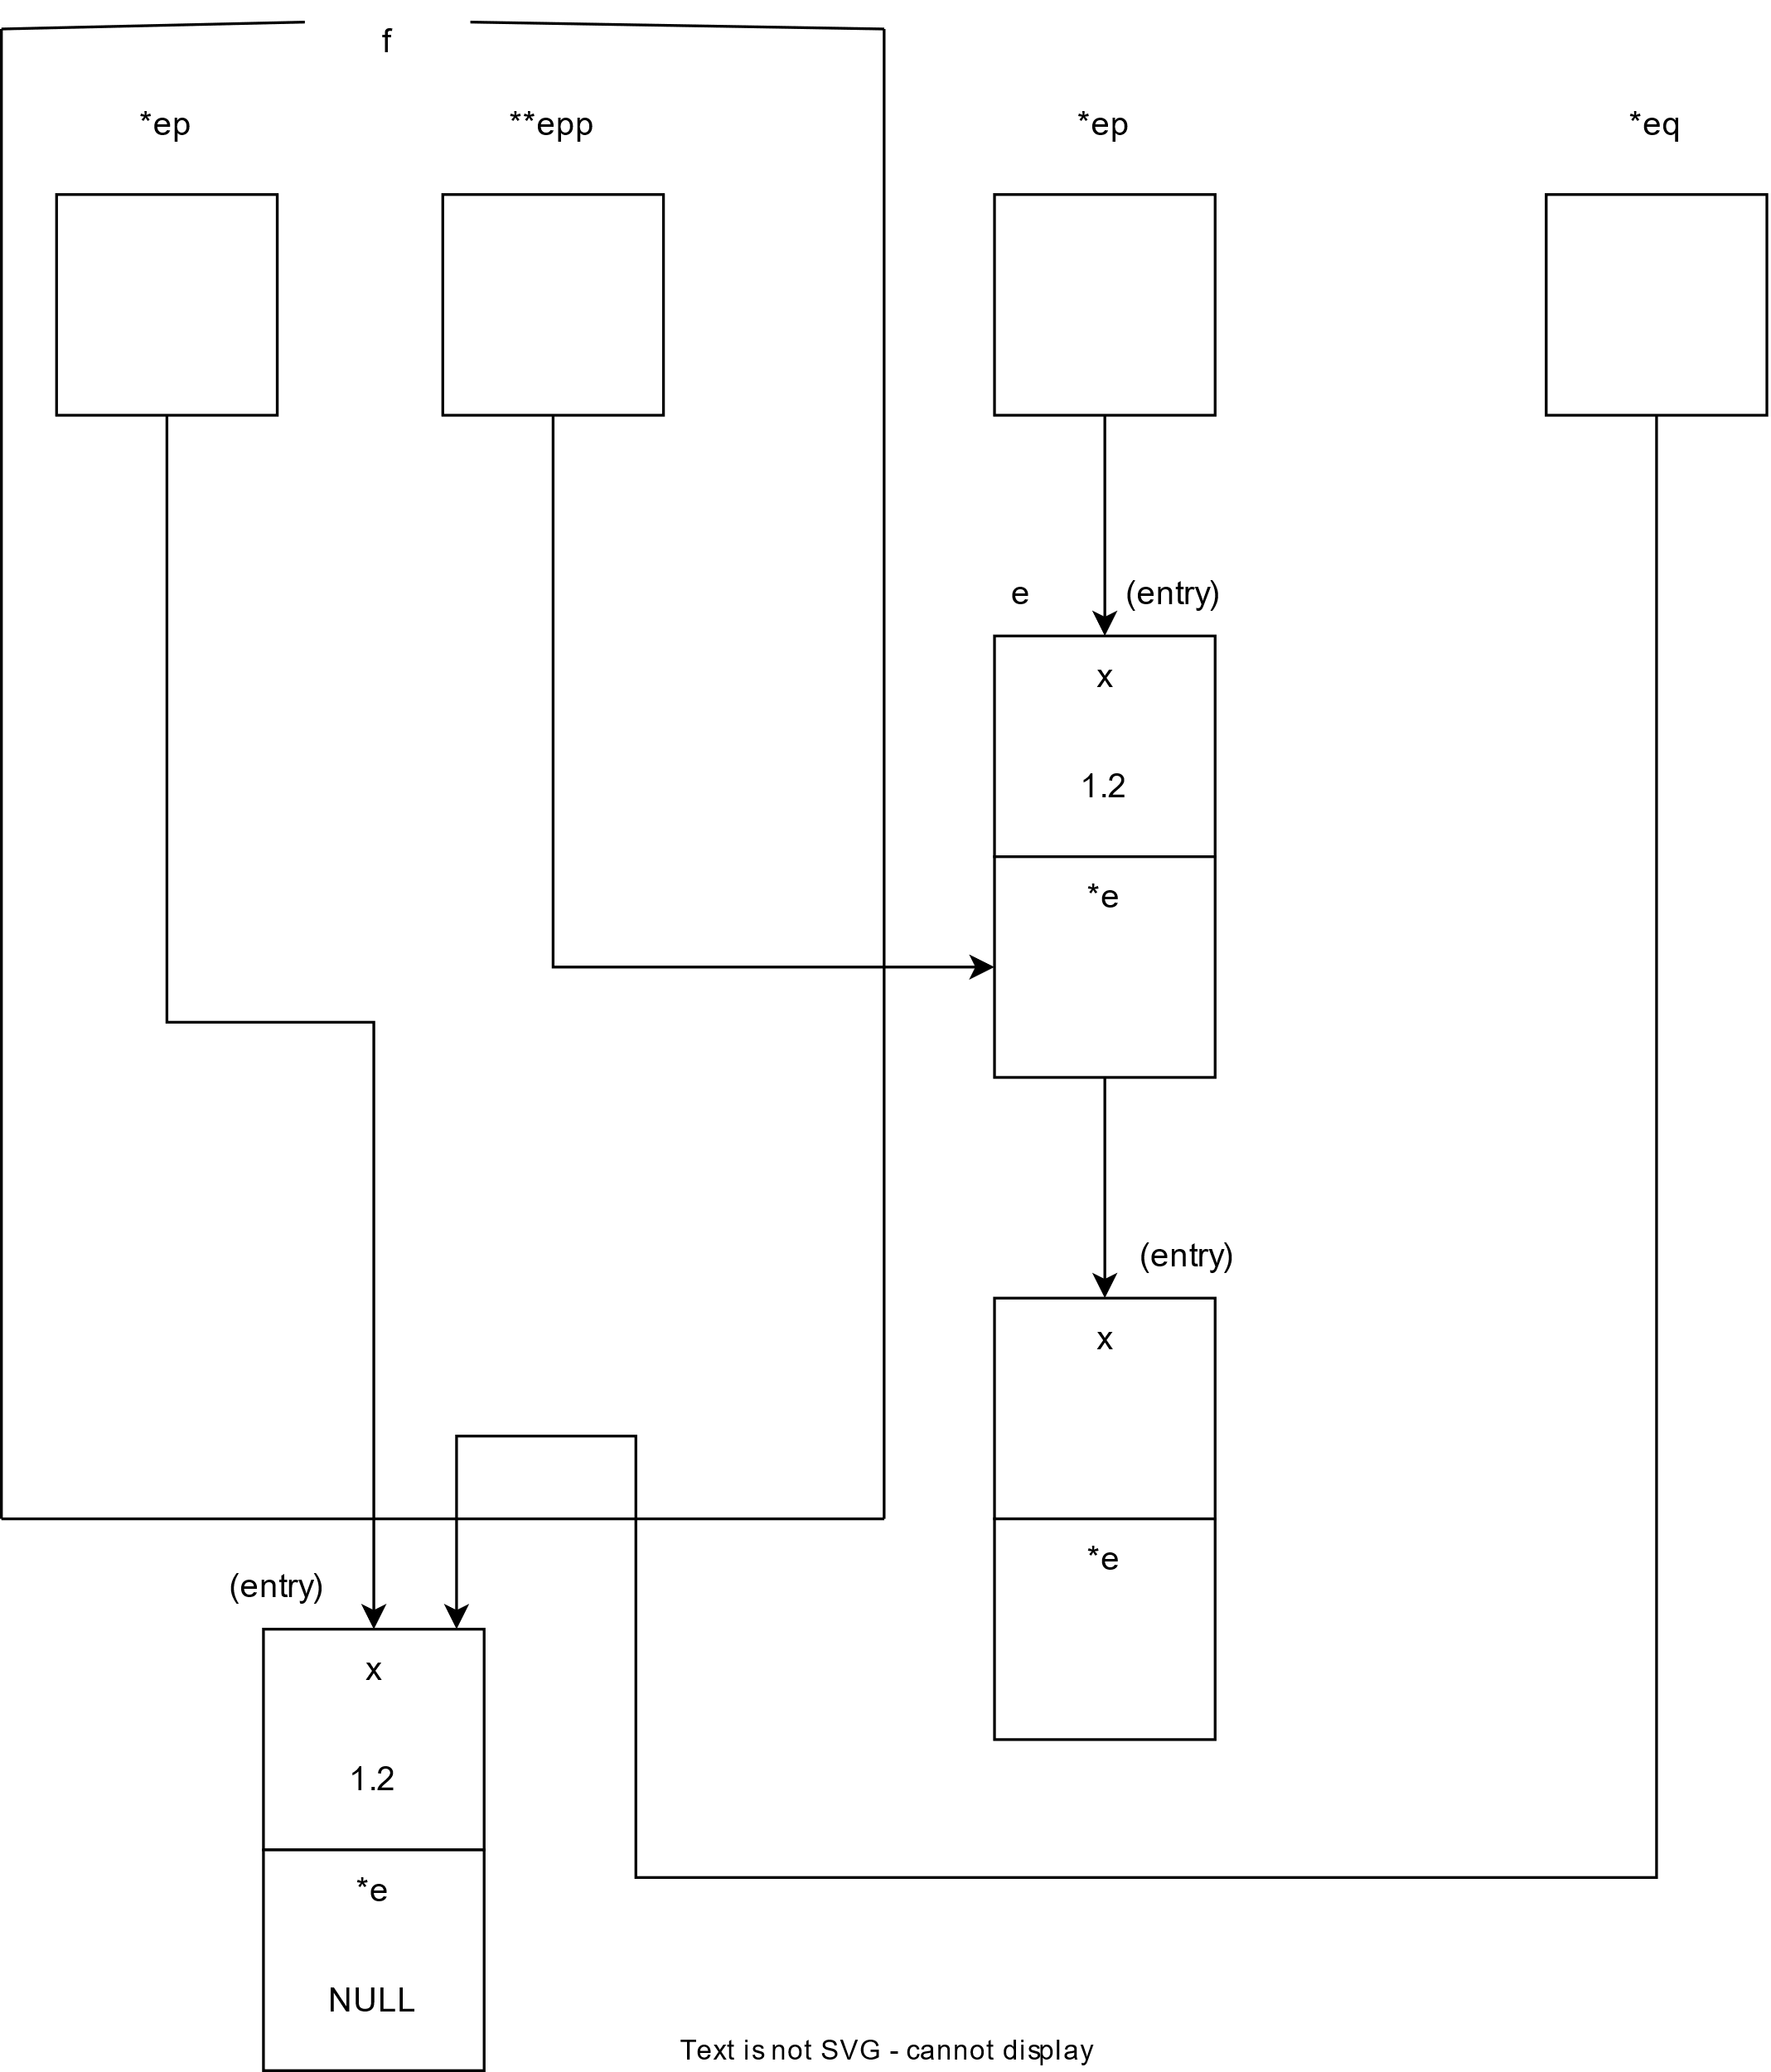 f
*ep
**epp
*ep
*eq
e
(entry)
x
1.2
*e
(entry)
x
*e
(entry)
x
1.2
*e
NULL
Text is not SVG - cannot display